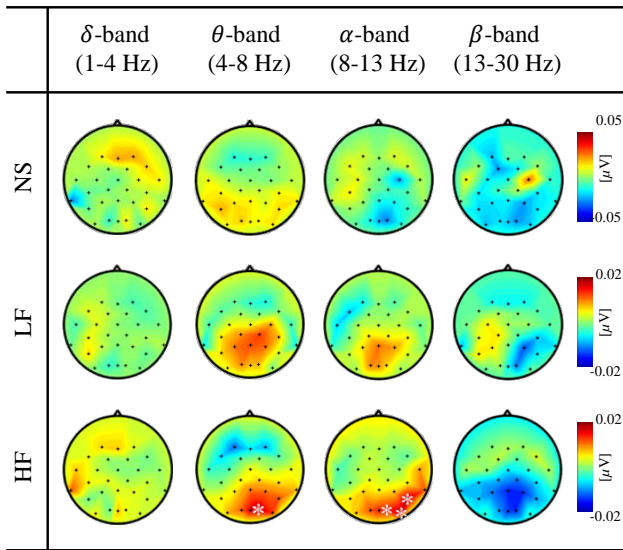 δ-band θ-band α-band β-band
(1-4 Hz) (4-8 Hz) (8-13 Hz) (13-30 Hz)
NS
0.05
[μV]
-0.05
LF
0.02
[μV]
-0.02
HF
0.02
[μV]
-0.02